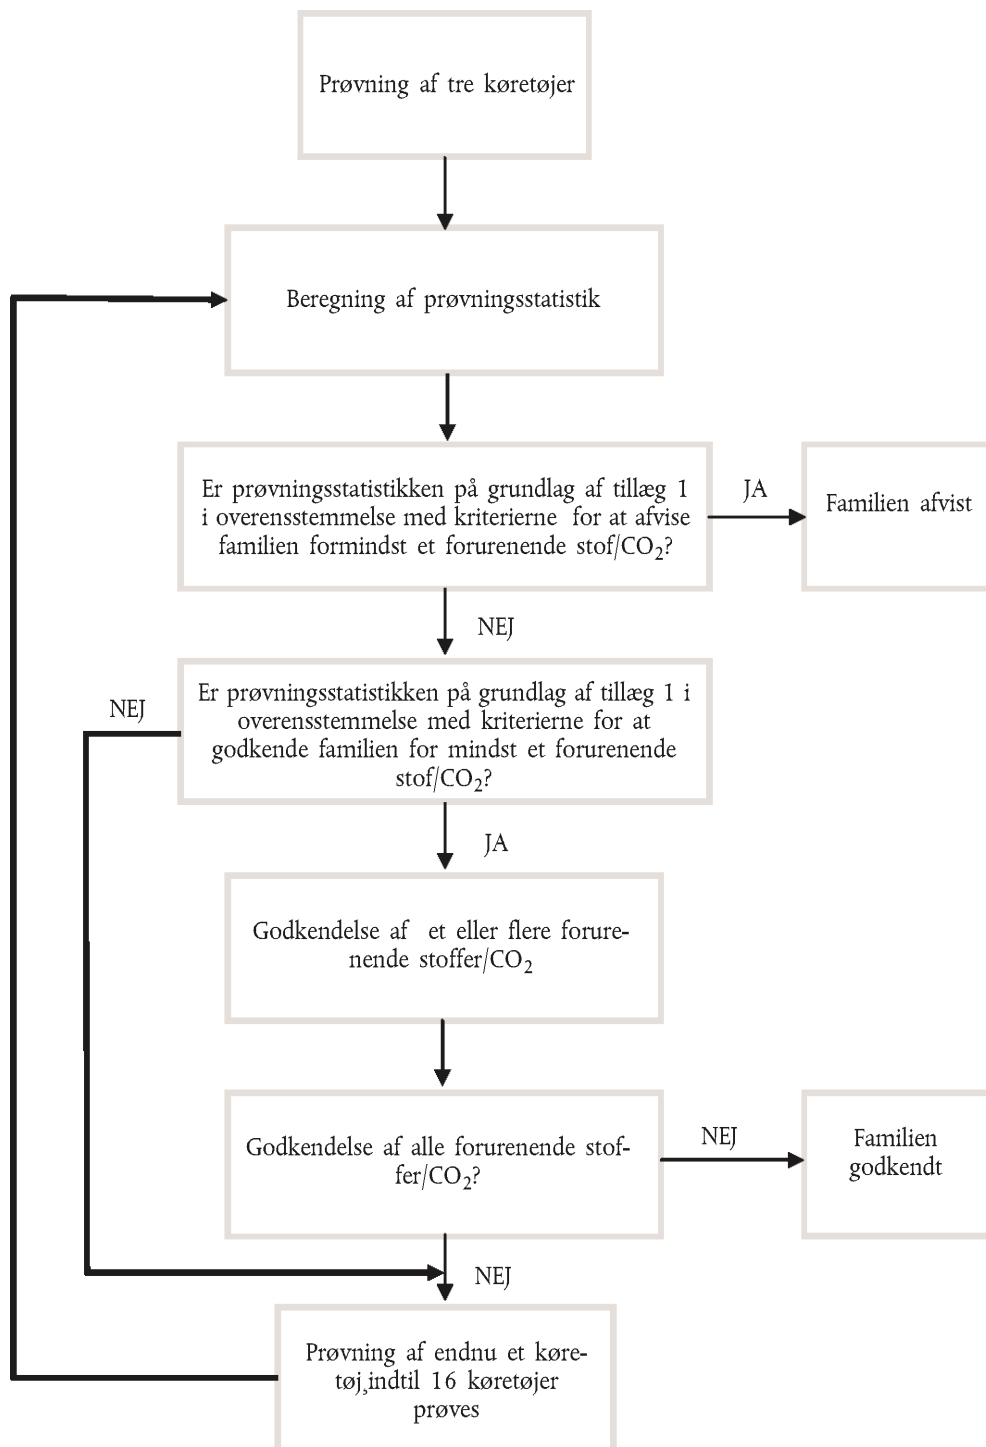 Prøvning af tre køretøjer
Beregning af prøvningsstatistik
Er prøvningsstatistikken på grundlag af tillæg 1
i overensstemmelse med kriterierne for at afvise
familien formindst et forurenende stof/CO₂?
JA
Familien afvist
NEJ
Er prøvningsstatistikken på grundlag af tillæg 1 i
overensstemmelse med kriterierne for at
godkende familien for mindst et forurenende
stof/CO₂?
NEJ
JA
Godkendelse af et eller flere forure-
nende stoffer/CO₂
Godkendelse af alle forurenende stof-
fer/CO₂?
NEJ
Familien
godkendt
NEJ
Prøvning af endnu et køre-
tøj,indtil 16 køretøjer
prøves